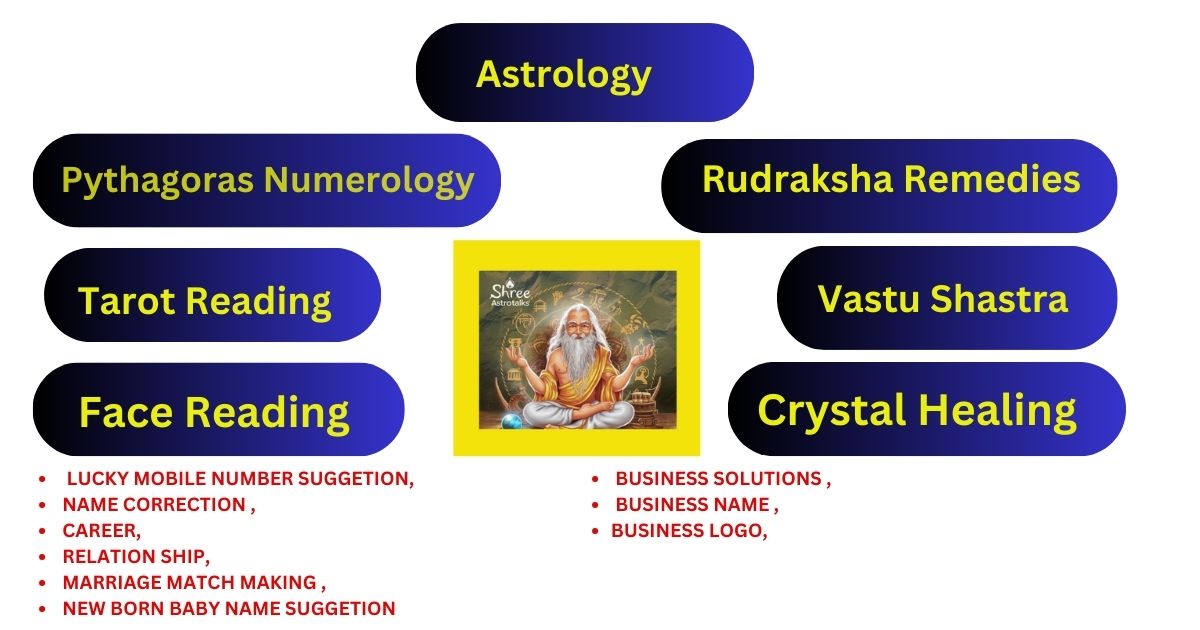 Astrology
Pythagoras Numerology
Rudraksha Remedies
Tarot Reading
Vastu Shastra
Shree
Astrotalks
Face Reading
Crystal Healing
• LUCKY MOBILE NUMBER SUGGETION,
• NAME CORRECTION ,
• CAREER,
• RELATION SHIP,
• MARRIAGE MATCH MAKING ,
• NEW BORN BABY NAME SUGGETION
• BUSINESS SOLUTIONS ,
• BUSINESS NAME ,
• BUSINESS LOGO,